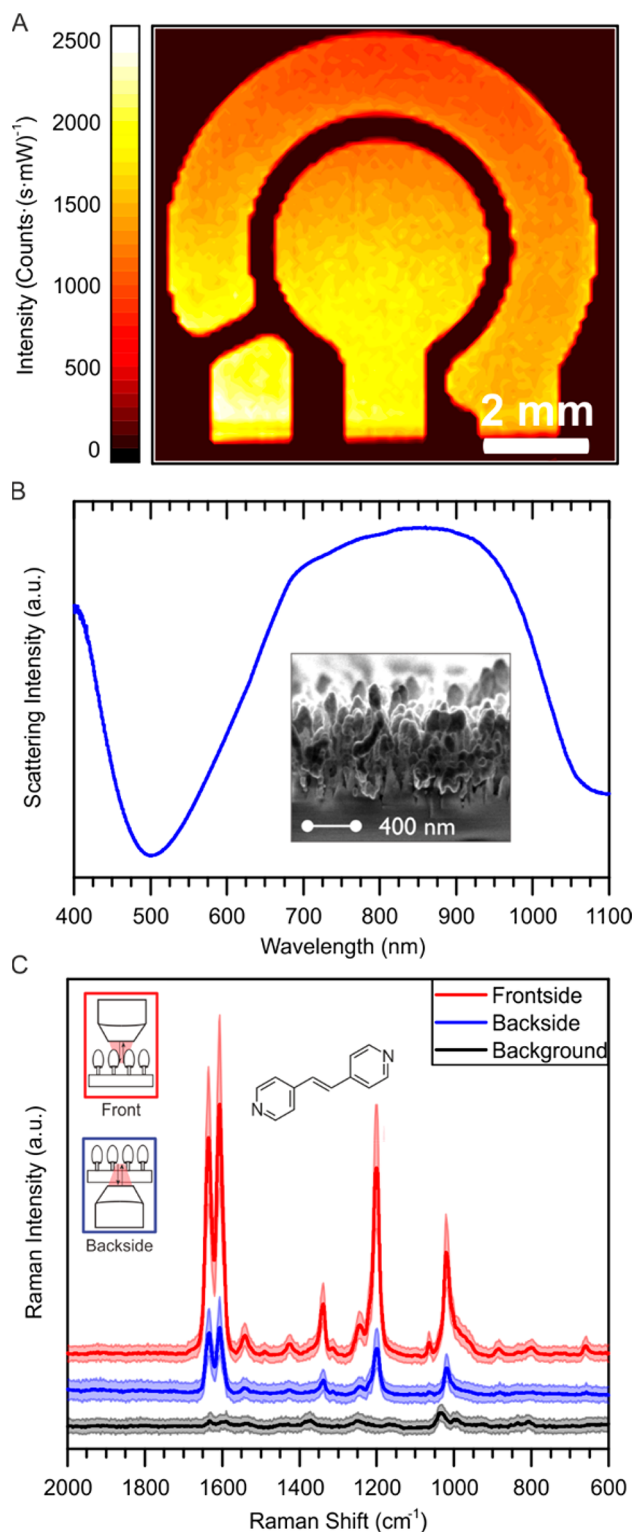 A
2500
2000
1500
1000
500
0
Intensity (Counts·(s·mW)⁻¹)
2 mm
B
Scattering Intensity (a.u.)
400 nm
400 500 600 700 800 900 1000 1100
Wavelength (nm)
C
Frontside
Backside
Background
Front
Backside
N
N
Raman Intensity (a.u.)
2000 1800 1600 1400 1200 1000 800 600
Raman Shift (cm⁻¹)